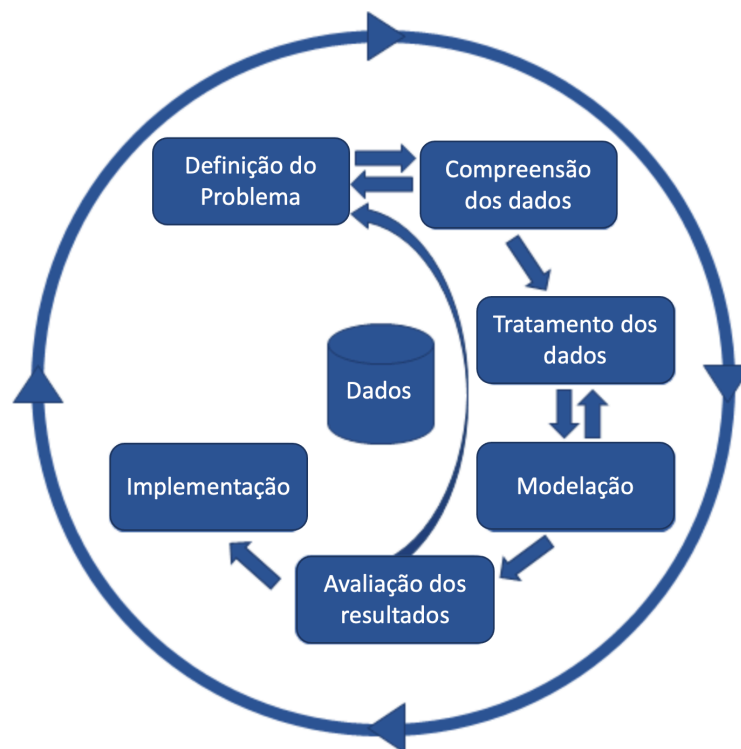 Definição do
Problema
Compreensão
dos dados
Tratamento dos
dados
Dados
Implementação
Modelação
Avaliação dos
resultados